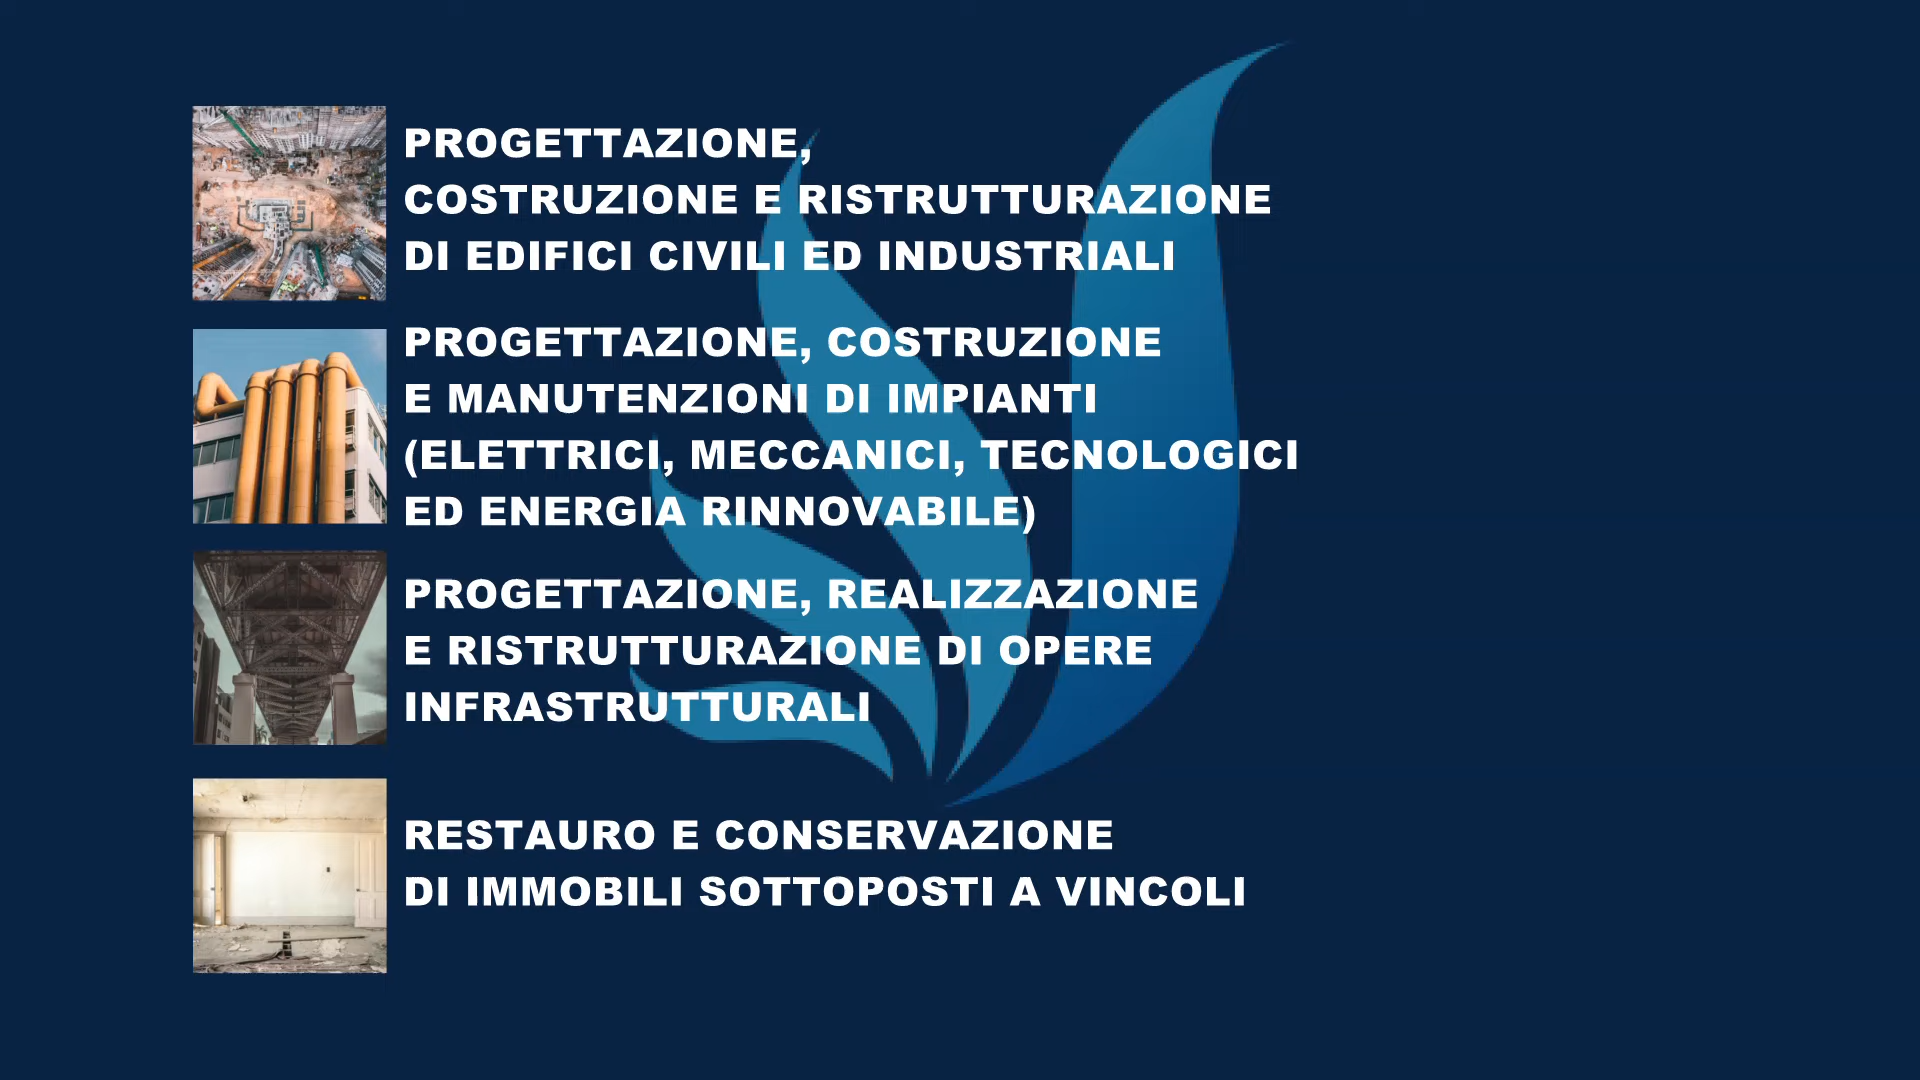 PROGETTAZIONE,
COSTRUZIONE E RISTRUTTURAZIONE
DI EDIFICI CIVILI ED INDUSTRIALI
PROGETTAZIONE, COSTRUZIONE
E MANUTENZIONI DI IMPIANTI
(ELETTRICI, MECCANICI, TECNOLOGICI
ED ENERGIA RINNOVABILE)
PROGETTAZIONE, REALIZZAZIONE
E RISTRUTTURAZIONE DI OPERE
INFRASTRUTTURALI
RESTAURO E CONSERVAZIONE
DI IMMOBILI SOTTOPOSTI A VINCOLI